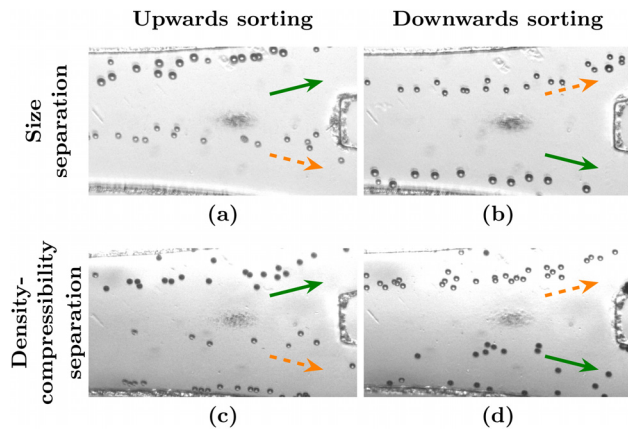 Upwards sorting
Downwards sorting
Size
separation
(a)
(b)
Density-
compressibility
separation
(c)
(d)